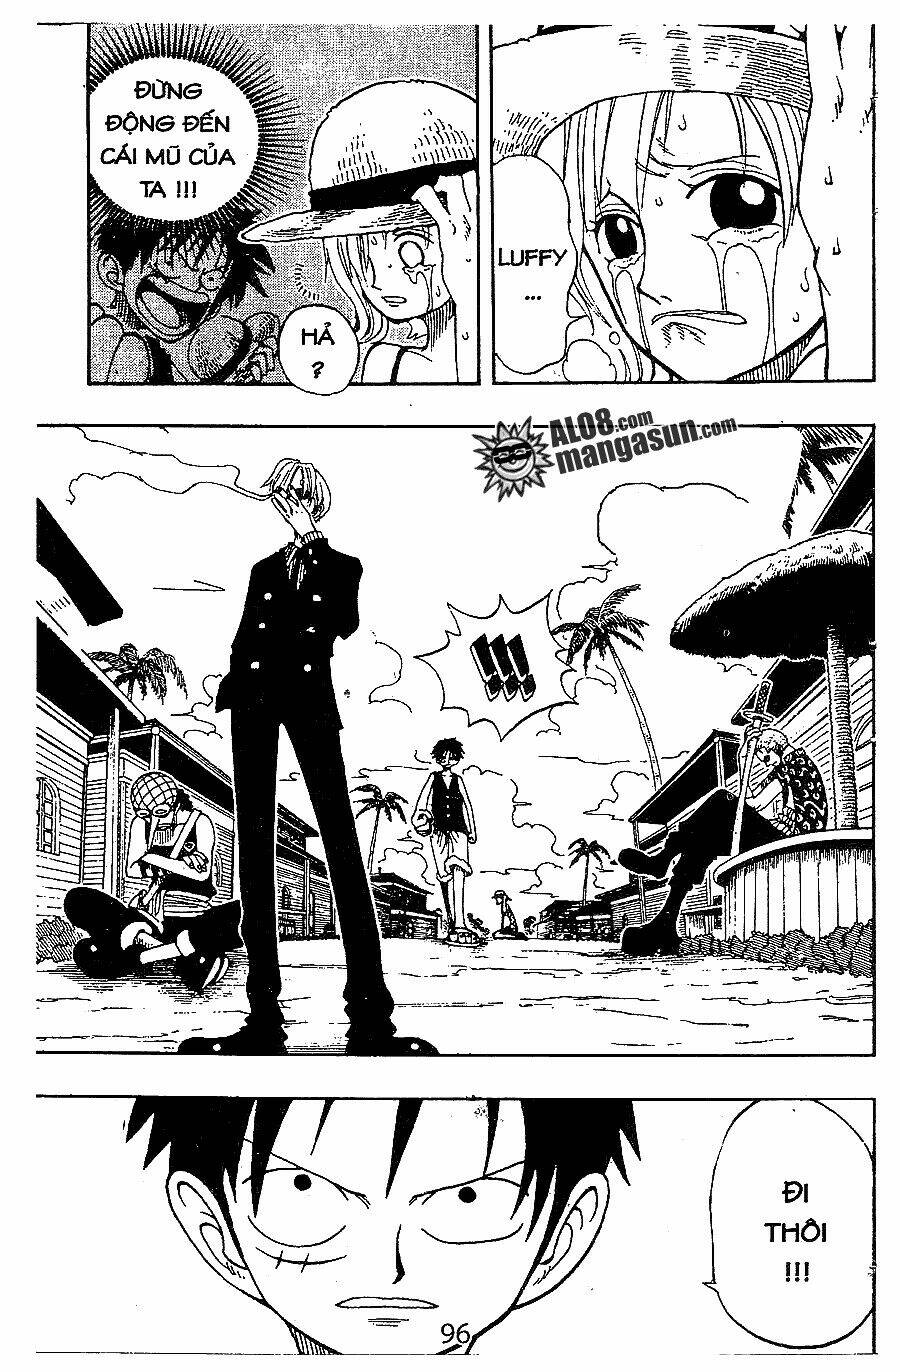 LUFFY
...
ĐỪNG
ĐỘNG ĐẾN
CÁI MŨ CỦA
TA !!!
HẢ
?
AL08.com
mangasun.com
!!!
ĐI
THÔI
!!!
96